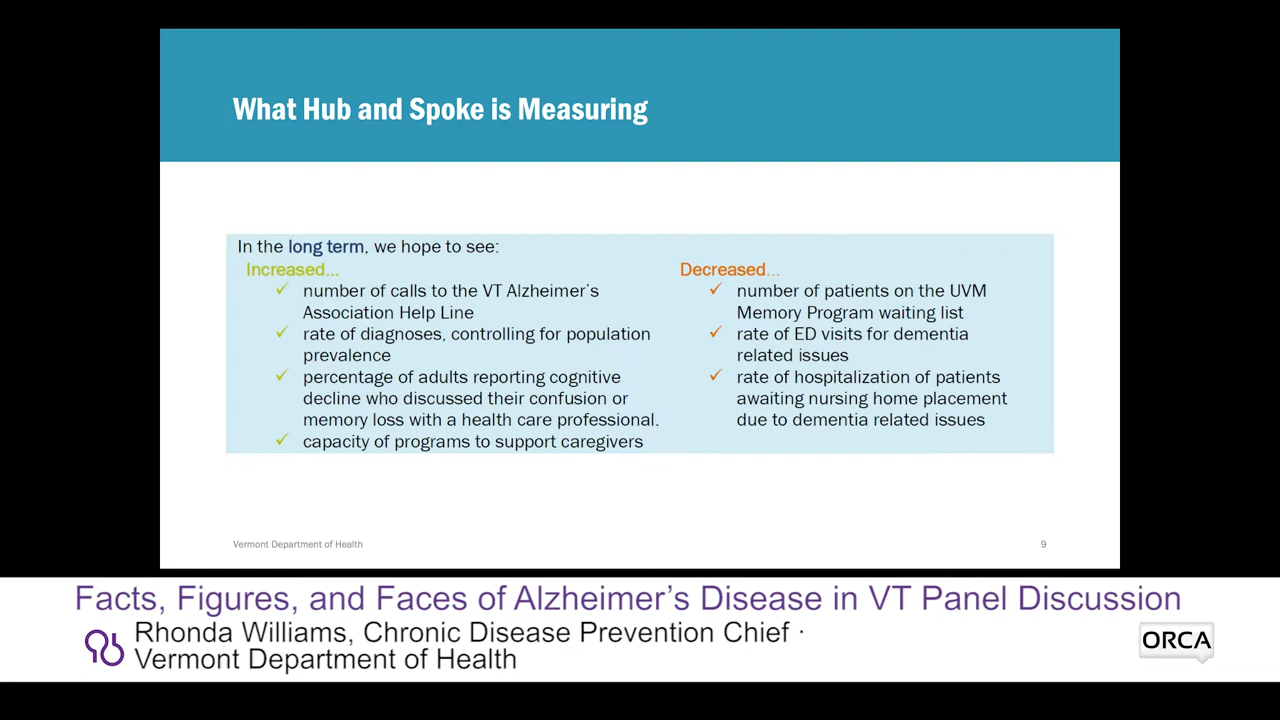 What Hub and Spoke is Measuring
In the long term, we hope to see:
Increased...
✓ number of calls to the VT Alzheimer's
Association Help Line
✓ rate of diagnoses, controlling for population
prevalence
✓ percentage of adults reporting cognitive
decline who discussed their confusion or
memory loss with a health care professional.
✓ capacity of programs to support caregivers
Decreased...
✓ number of patients on the UVM
Memory Program waiting list
✓ rate of ED visits for dementia
related issues
✓ rate of hospitalization of patients
awaiting nursing home placement
due to dementia related issues
Vermont Department of Health
9
Facts, Figures, and Faces of Alzheimer's Disease in VT Panel Discussion
Rhonda Williams, Chronic Disease Prevention Chief ·
Vermont Department of Health
ORCA